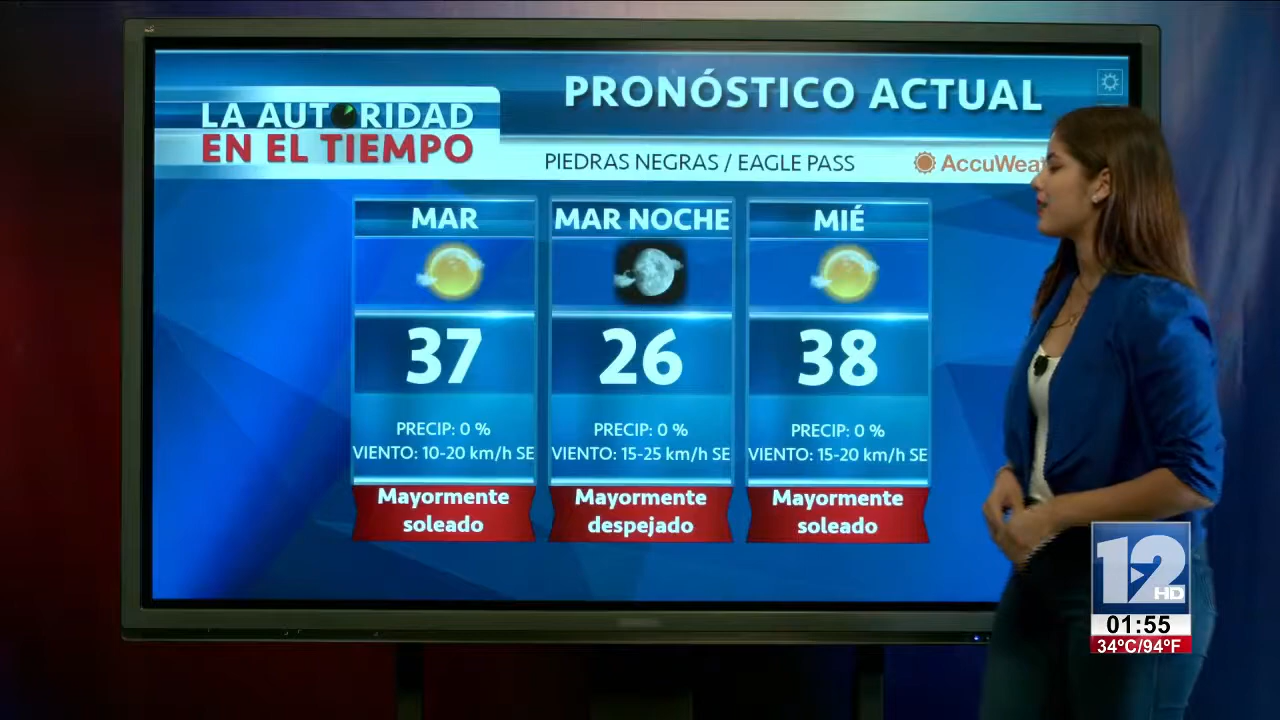 PRONÓSTICO ACTUAL
LA AUTORIDAD
EN EL TIEMPO
PIEDRAS NEGRAS / EAGLE PASS
MAR
MAR NOCHE
MIÉ
37
26
38
PRECIP: 0 %
PRECIP: 0 %
PRECIP: 0 %
VIENTO: 10-20 km/h SE
VIENTO: 15-25 km/h SE
VIENTO: 15-20 km/h SE
Mayormente
soleado
Mayormente
despejado
Mayormente
soleado
12
HD
01:55
34°C/94°F